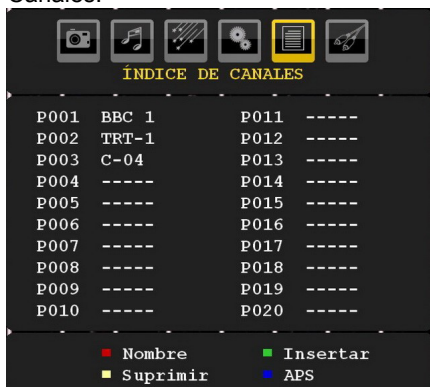 Canales.
ÍNDICE DE CANALES
P001 BBC 1 P011 -----
P002 TRT-1 P012 -----
P003 C-04 P013 -----
P004 ----- P014 -----
P005 ----- P015 -----
P006 ----- P016 -----
P007 ----- P017 -----
P008 ----- P018 -----
P009 ----- P019 -----
P010 ----- P020 -----
Nombre Insertar
Suprimir APS